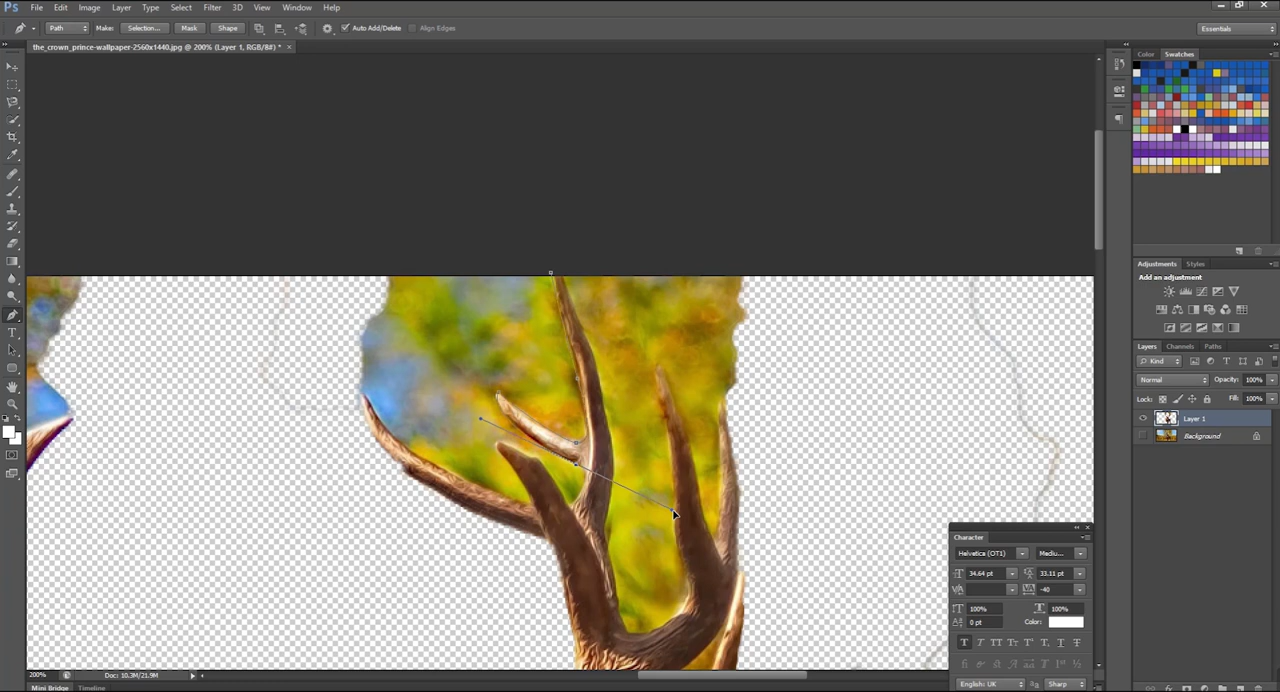 Ps File Edit Image Layer Type Select Filter 3D View Window Help
Path Make: Selection... Mask Shape Auto Add/Delete Align Edges Essentials
the_crown_prince-wallpaper-2560x1440.jpg @ 200% (Layer 1, RGB/8#) *
Color Swatches
Adjustments Styles
Add an adjustment
Layers Channels Paths
Kind
Normal Opacity: 100%
Lock: Fill: 100%
Layer 1
Background
Character
Helvetica (OT1) Mediu...
34.64 pt 33.11 pt
-40
100% 100%
0 pt Color:
English: UK Sharp
200% Doc: 10.3M/21.9M
Mini Bridge Timeline